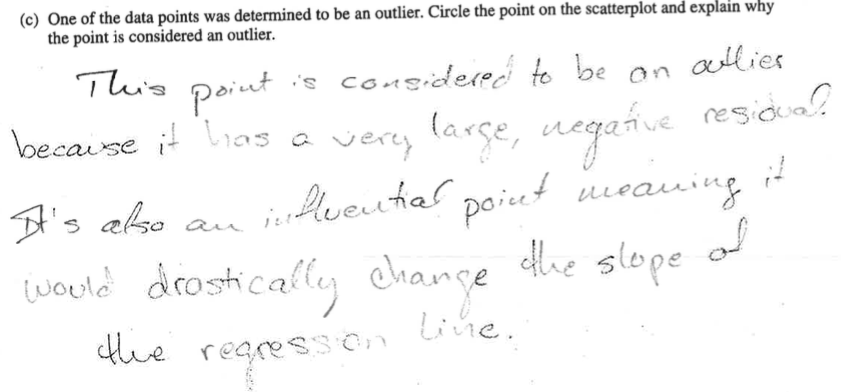 (c) One of the data points was determined to be an outlier. Circle the point on the scatterplot and explain why
the point is considered an outlier.
This point is considered to be an outlier
because it has a very large, negative residual.
It's also an influential point meaning it
would drastically change the slope of
the regression line.